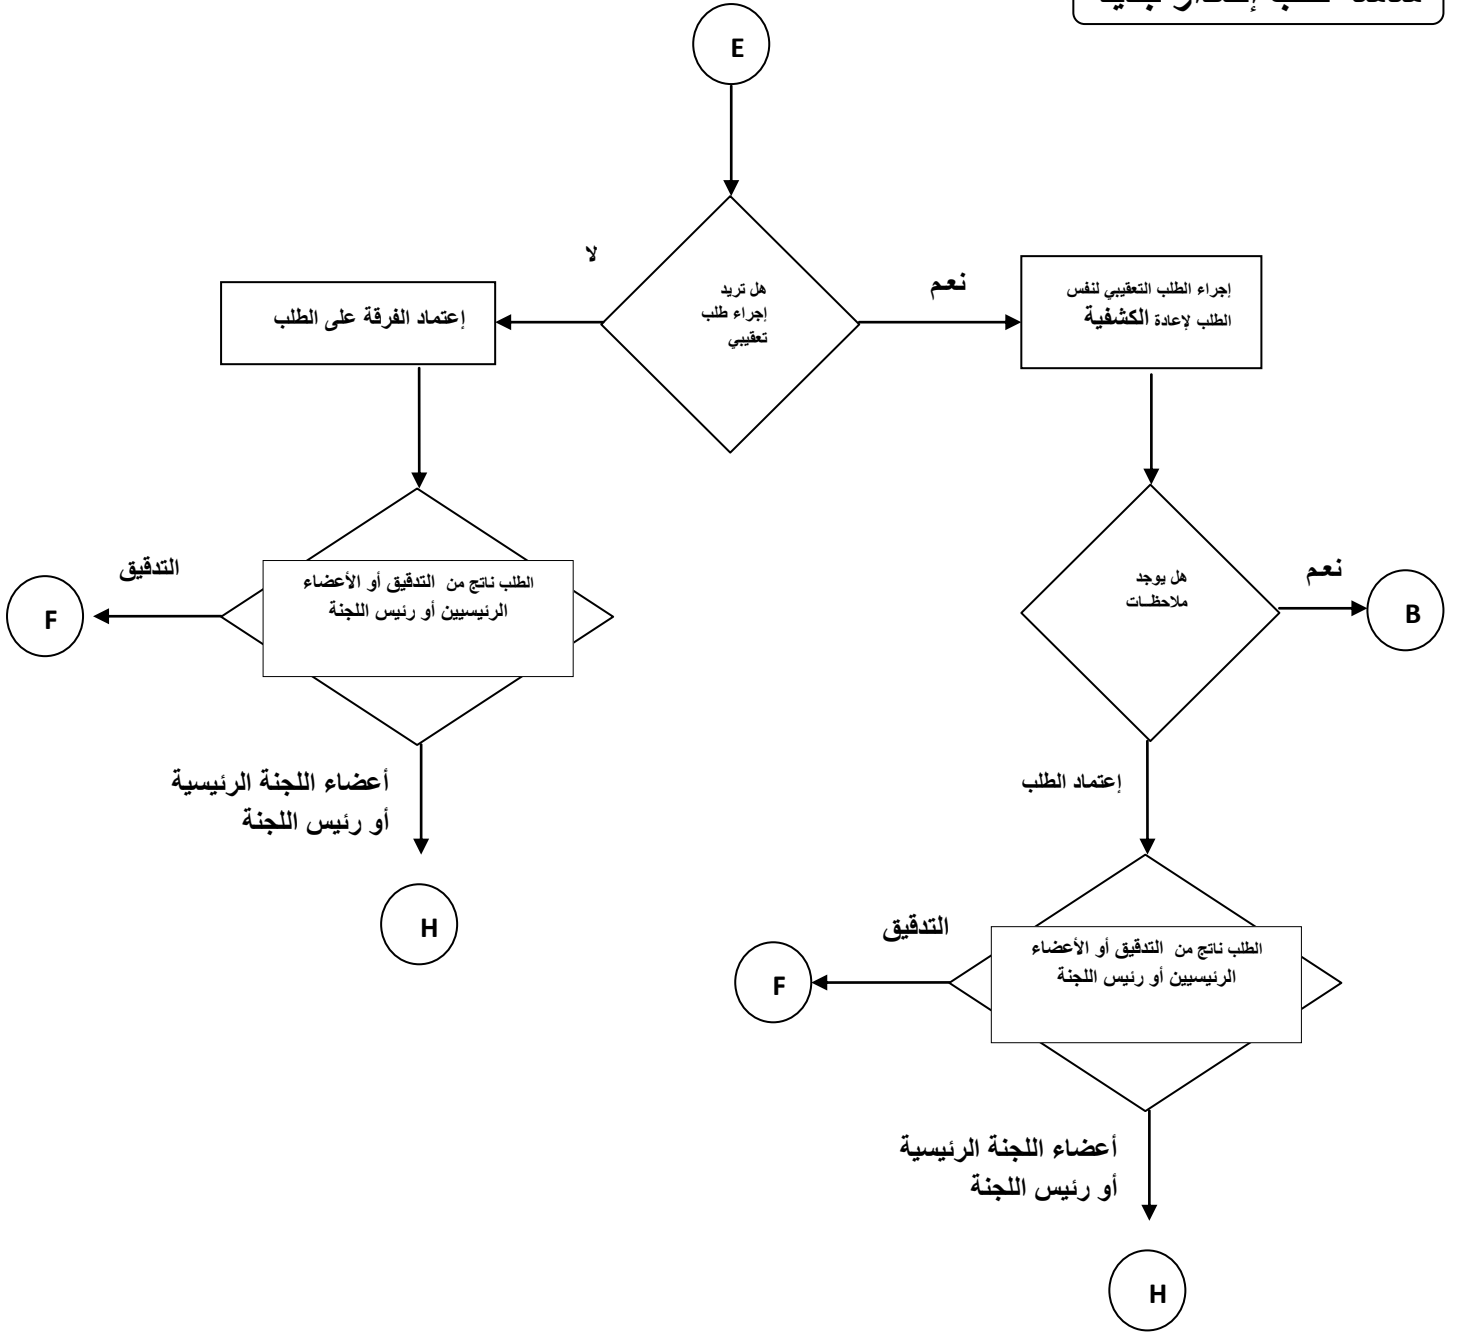 E
هل تريد
إجراء طلب
تعقيبي
نعم
إجراء الطلب التعقيبي لنفس
الطلب لإعادة الكشفية
لا
إعتماد الفرقة على الطلب
هل يوجد
ملاحظـات
نعم
B
إعتماد الطلب
الطلب ناتج من التدقيق أو الأعضاء
الرئيسيين أو رئيس اللجنة
التدقيق
F
أعضاء اللجنة الرئيسية
أو رئيس اللجنة
H
الطلب ناتج من التدقيق أو الأعضاء
الرئيسيين أو رئيس اللجنة
التدقيق
F
أعضاء اللجنة الرئيسية
أو رئيس اللجنة
H